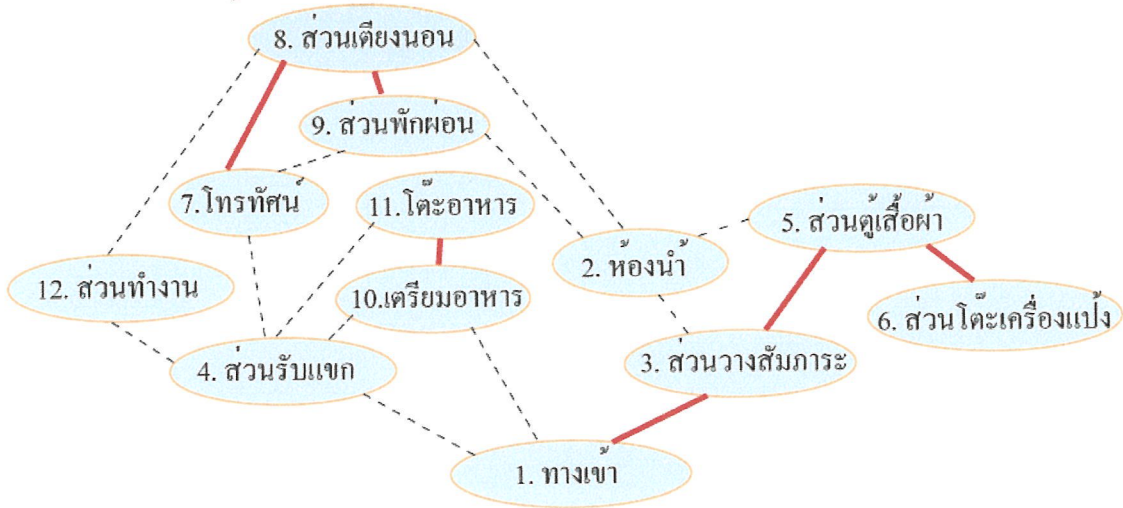 8. ส่วนเตียงนอน
9. ส่วนพักผ่อน
7.โทรทัศน์
11.โต๊ะอาหาร
5. ส่วนตู้เสื้อผ้า
2. ห้องน้ำ
12. ส่วนทำงาน
10.เตรียมอาหาร
6. ส่วนโต๊ะเครื่องแป้ง
4. ส่วนรับแขก
3. ส่วนวางสัมภาระ
1. ทางเข้า